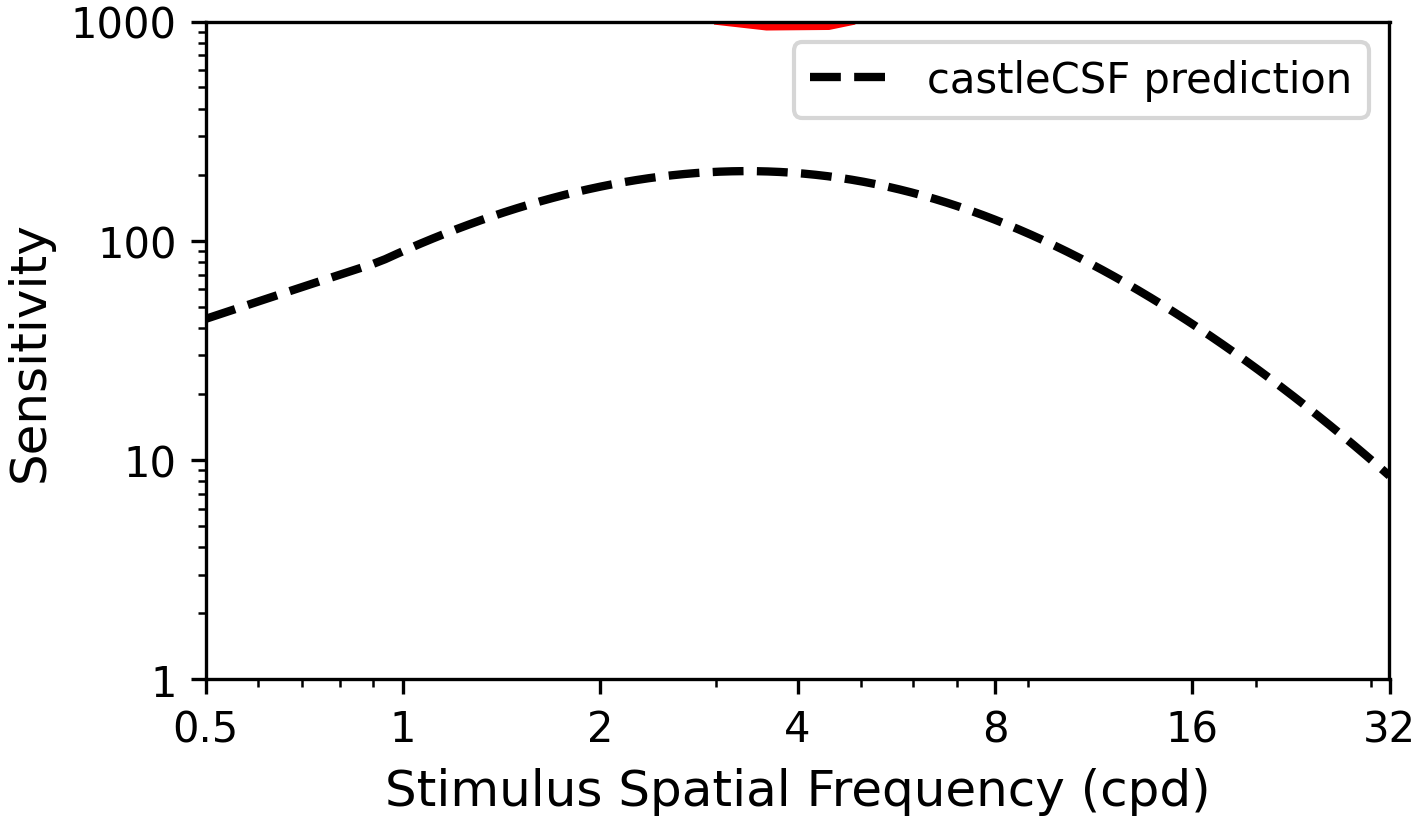 1000
100
10
1
Sensitivity
castleCSF prediction
0.5 1 2 4 8 16 32
Stimulus Spatial Frequency (cpd)